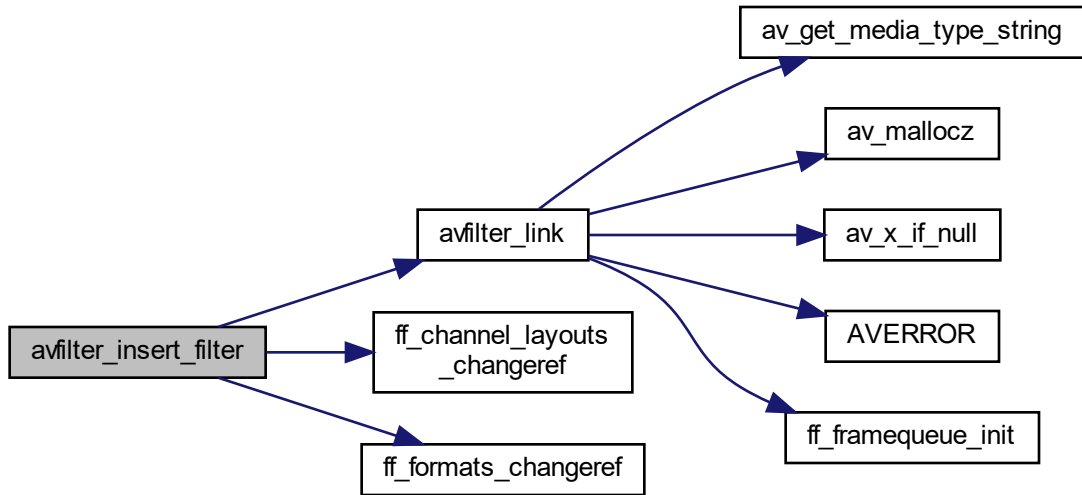 av_get_media_type_string
av_mallocz
avfilter_link
av_x_if_null
avfilter_insert_filter
ff_channel_layouts
_changeref
AVERROR
ff_formats_changeref
ff_framequeue_init